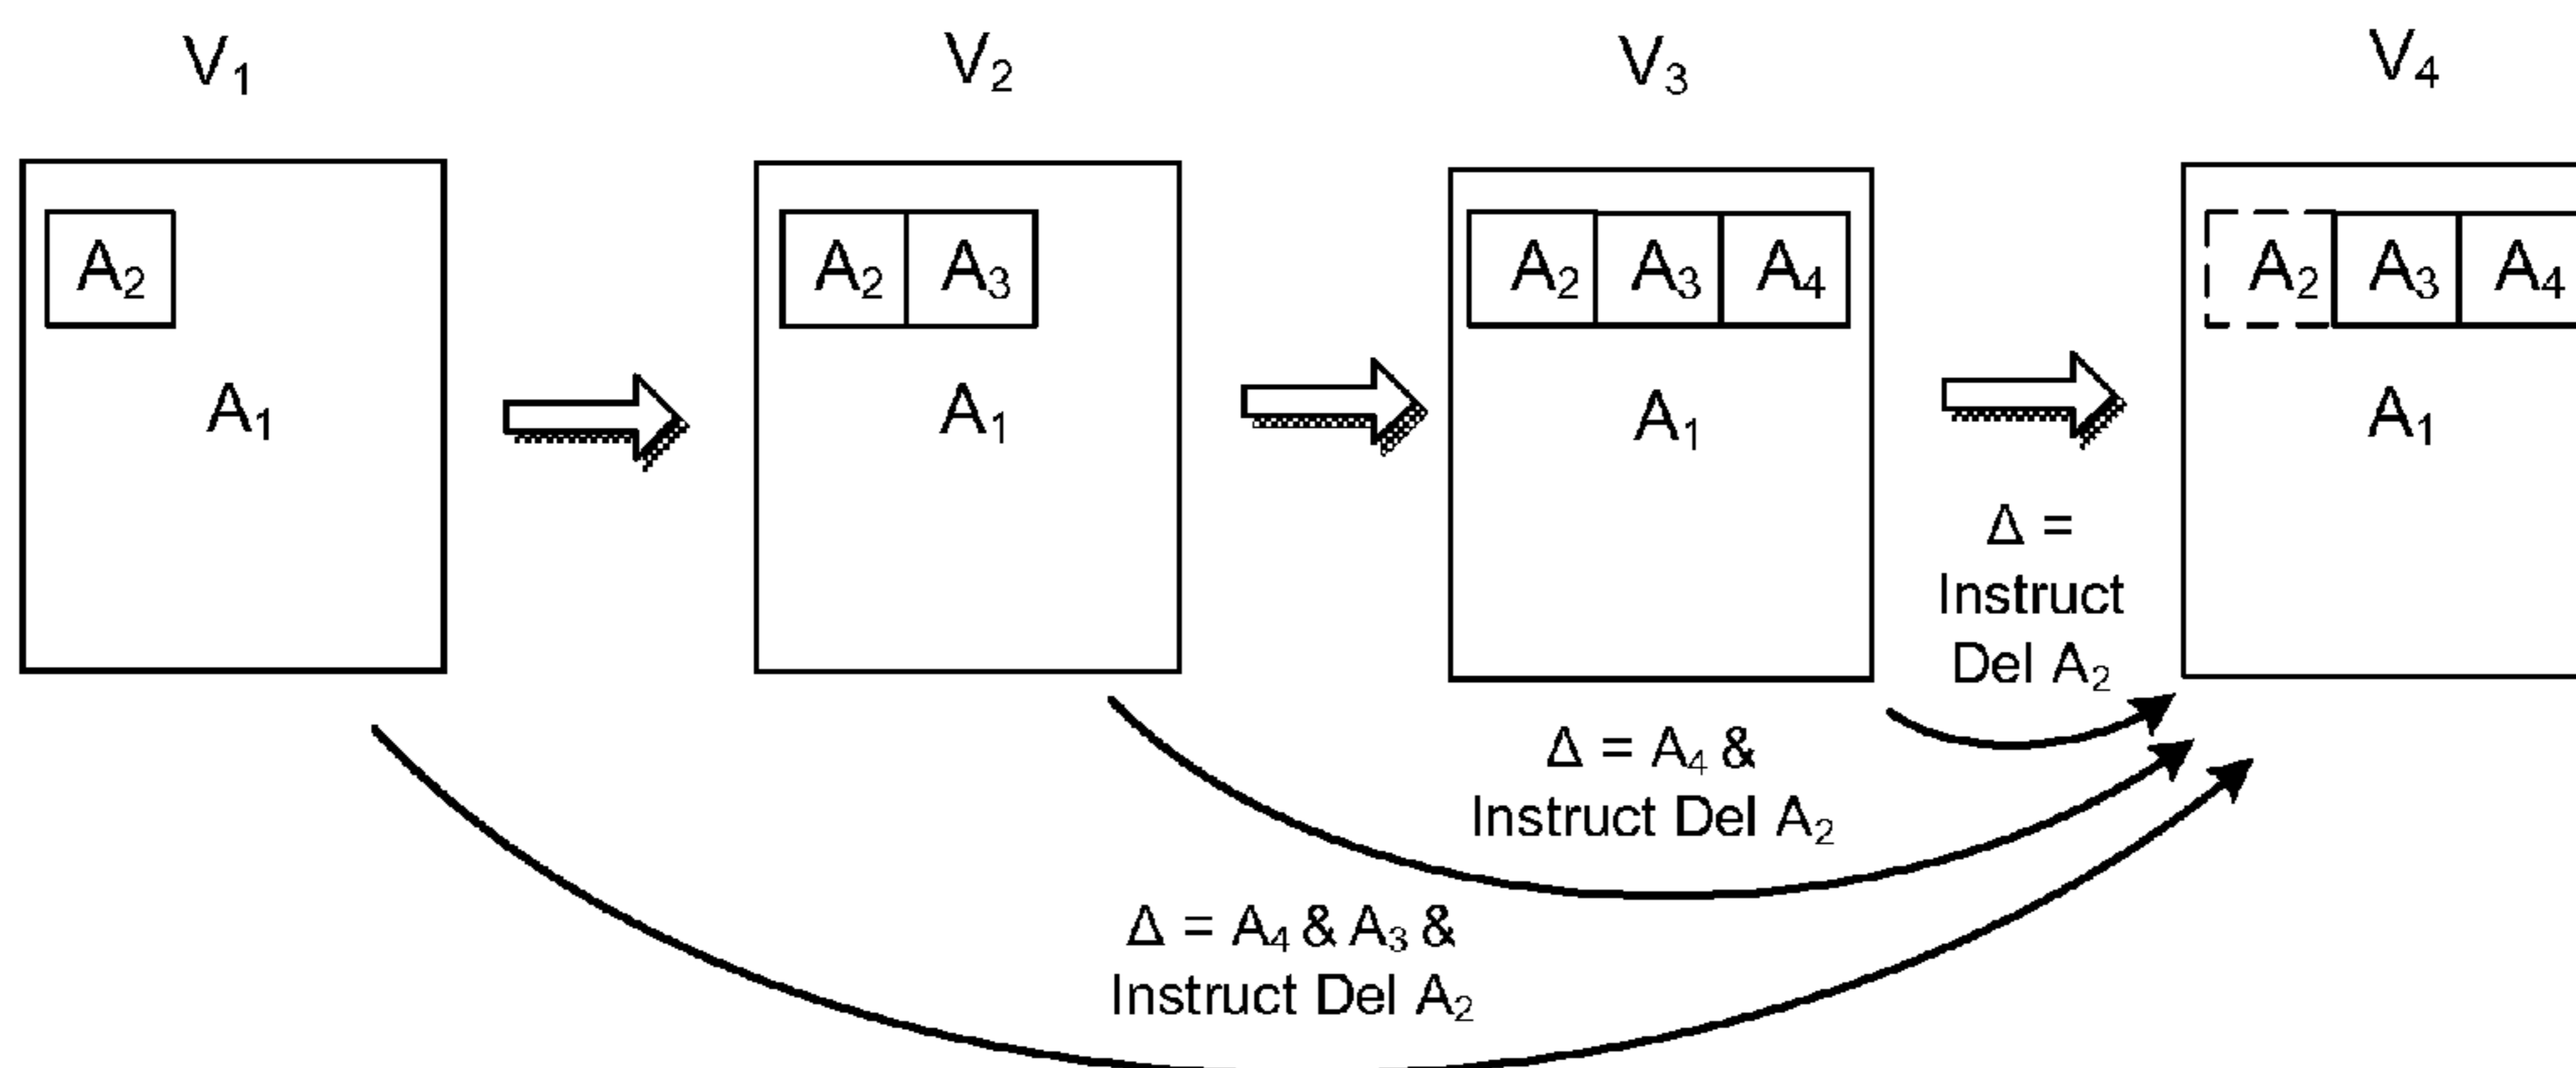 V₁
V₂
V₃
V₄
A₂
A₂ A₃
A₂ A₃ A₄
A₂ A₃ A₄
A₁
A₁
A₁
A₁
Δ =
Instruct
Del A₂
Δ = A₄ &
Instruct Del A₂
Δ = A₄ & A₃ &
Instruct Del A₂